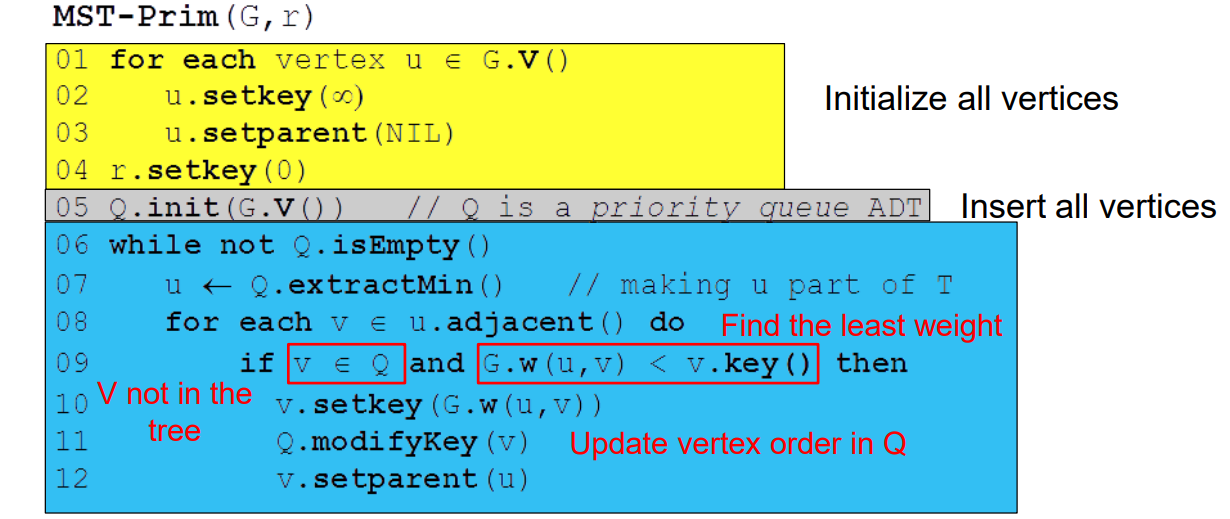 MST-Prim(G,r)
01 for each vertex u ∈ G.V()
02 u.setkey(∞)
Initialize all vertices
03 u.setparent(NIL)
04 r.setkey(0)
05 Q.init(G.V()) // Q is a priority queue ADT
Insert all vertices
06 while not Q.isEmpty()
07 u ← Q.extractMin() // making u part of T
08 for each v ∈ u.adjacent() do
Find the least weight
09 if v ∈ Q and G.w(u,v) < v.key() then
V not in the
tree
10 v.setkey(G.w(u,v))
11 Q.modifyKey(v)
Update vertex order in Q
12 v.setparent(u)